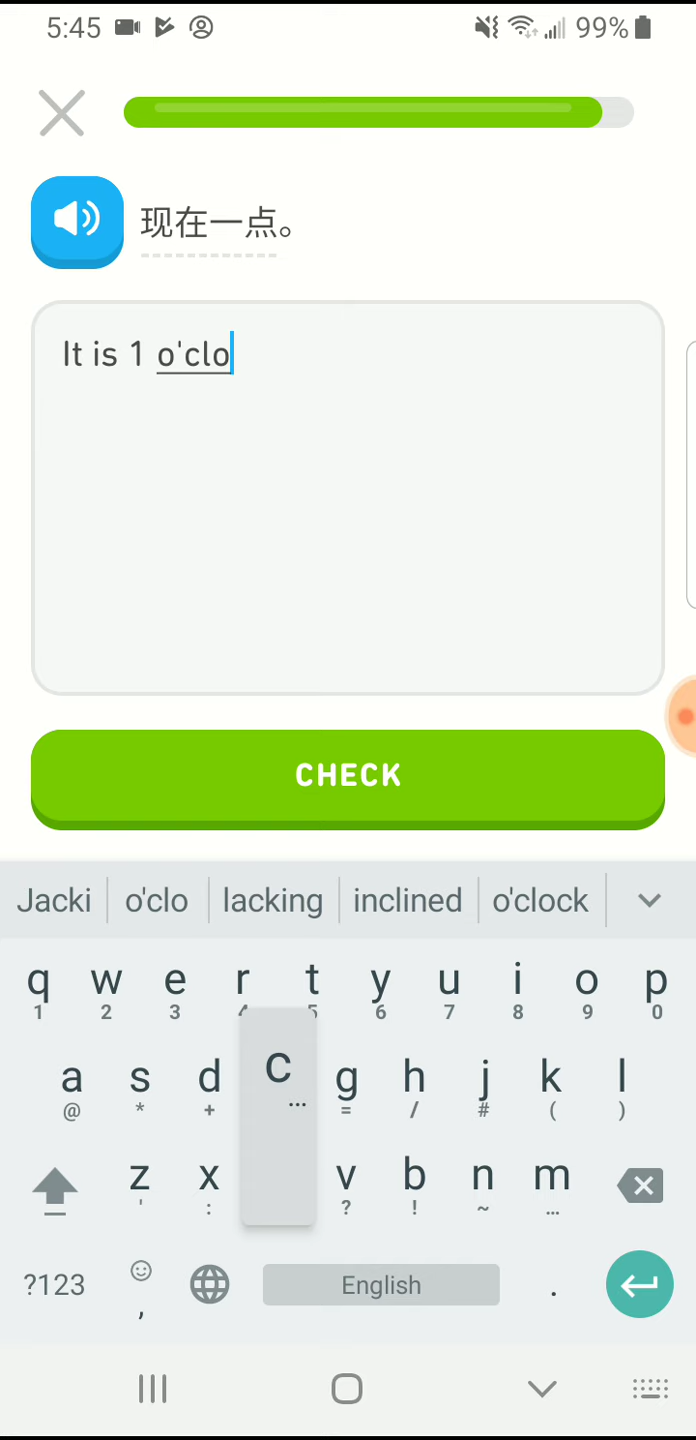 5:45 99%
现在一点。
It is 1 o'clo
CHECK
Jacki o'clo lacking inclined o'clock
q w e r t y u i o p
1 2 3 4 5 6 7 8 9 0
a s d c g h j k l
@ * + ... = / # ( )
z x v b n m
' : ? ! ~ …
?123 , English .